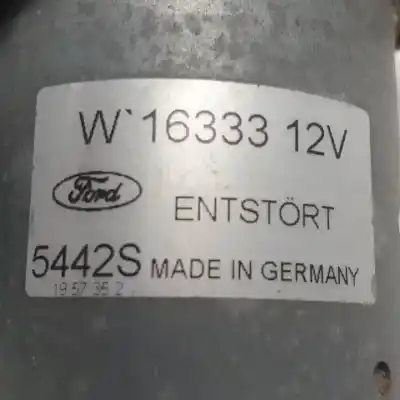 W`16333 12V
Ford
ENTSTÖRT
5442S MADE IN GERMANY
19 57 35 2